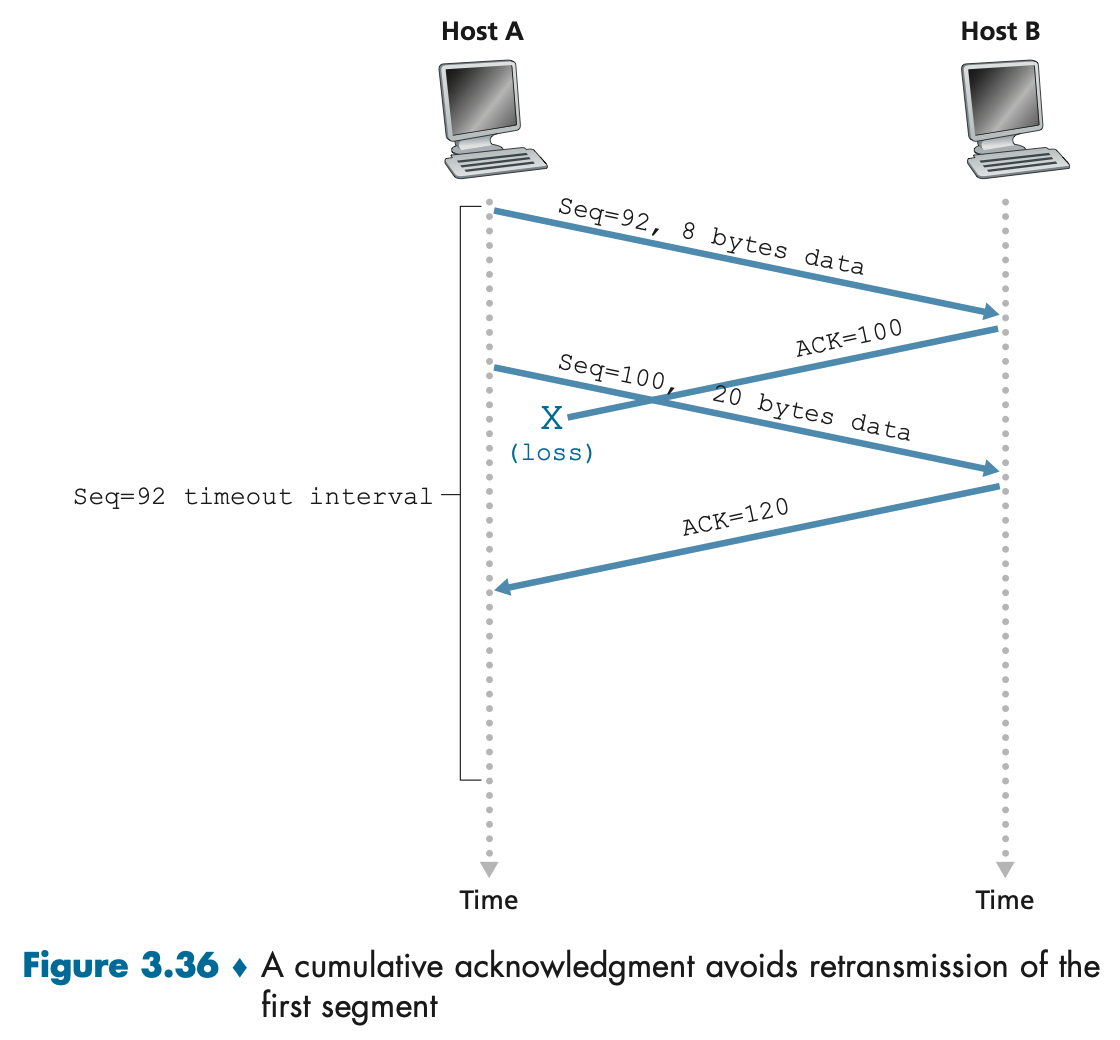 Host A
Host B
Seq=92, 8 bytes data
ACK=100
Seq=100, 20 bytes data
X
(loss)
Seq=92 timeout interval
ACK=120
Time
Time
Figure 3.36 ♦ A cumulative acknowledgment avoids retransmission of the
first segment